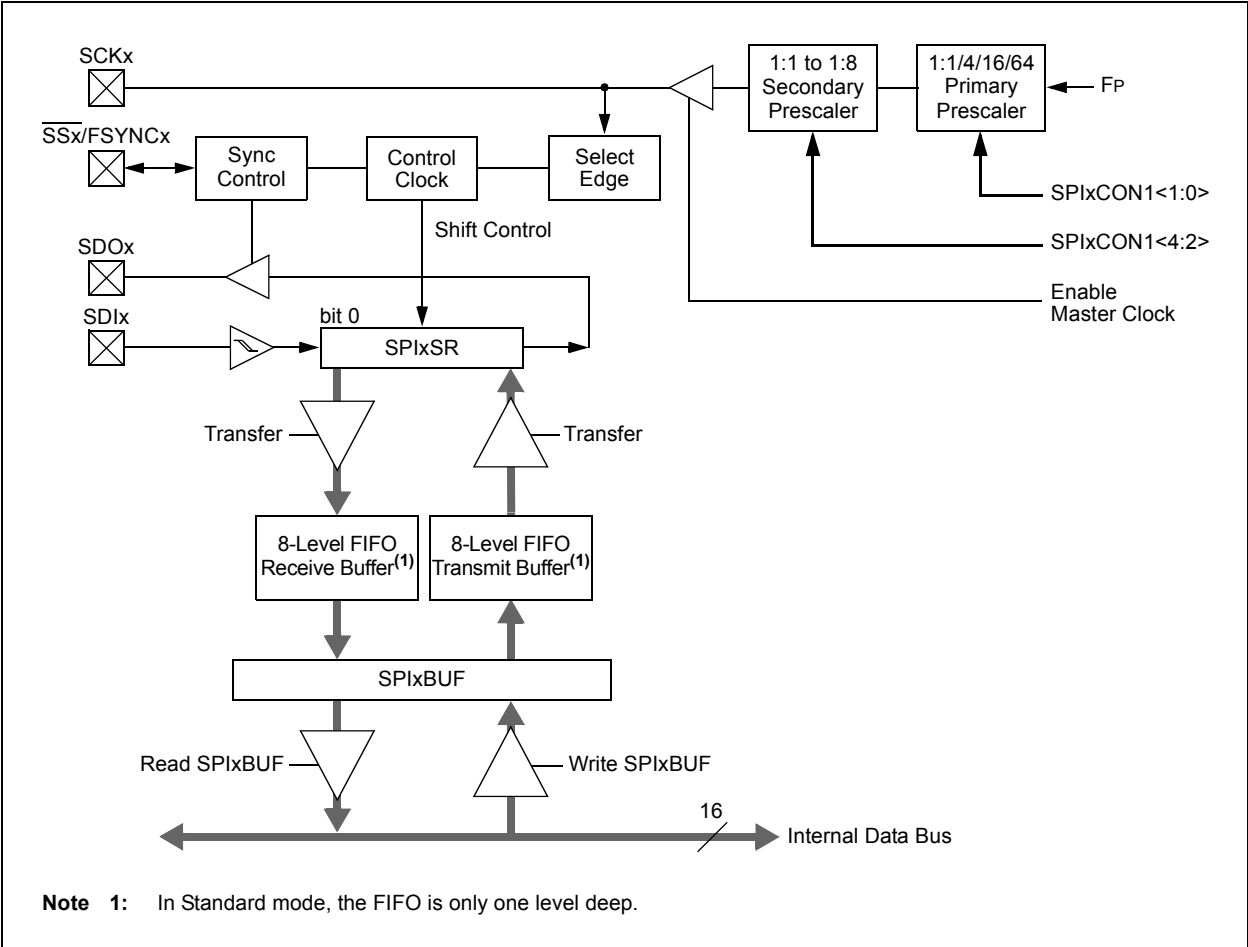 SCKx
1:1 to 1:8
Secondary
Prescaler
1:1/4/16/64
Primary
Prescaler
FP
SSx/FSYNCx
Sync
Control
Control
Clock
Select
Edge
SPIxCON1<1:0>
Shift Control
SPIxCON1<4:2>
SDOx
Enable
Master Clock
SDIx
bit 0
SPIxSR
Transfer
Transfer
8-Level FIFO
Receive Buffer(1)
8-Level FIFO
Transmit Buffer(1)
SPIxBUF
Read SPIxBUF
Write SPIxBUF
16
Internal Data Bus
Note 1: In Standard mode, the FIFO is only one level deep.